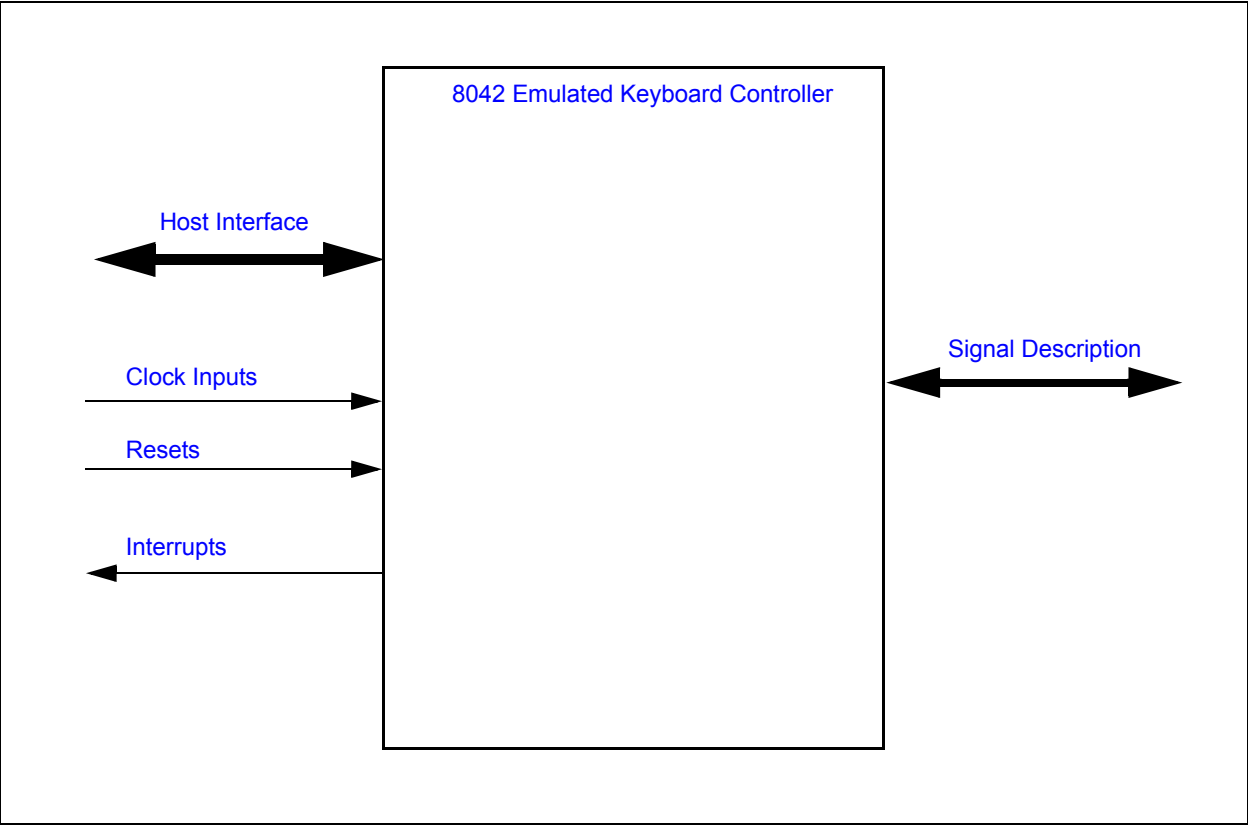 8042 Emulated Keyboard Controller
Host Interface
Signal Description
Clock Inputs
Resets
Interrupts